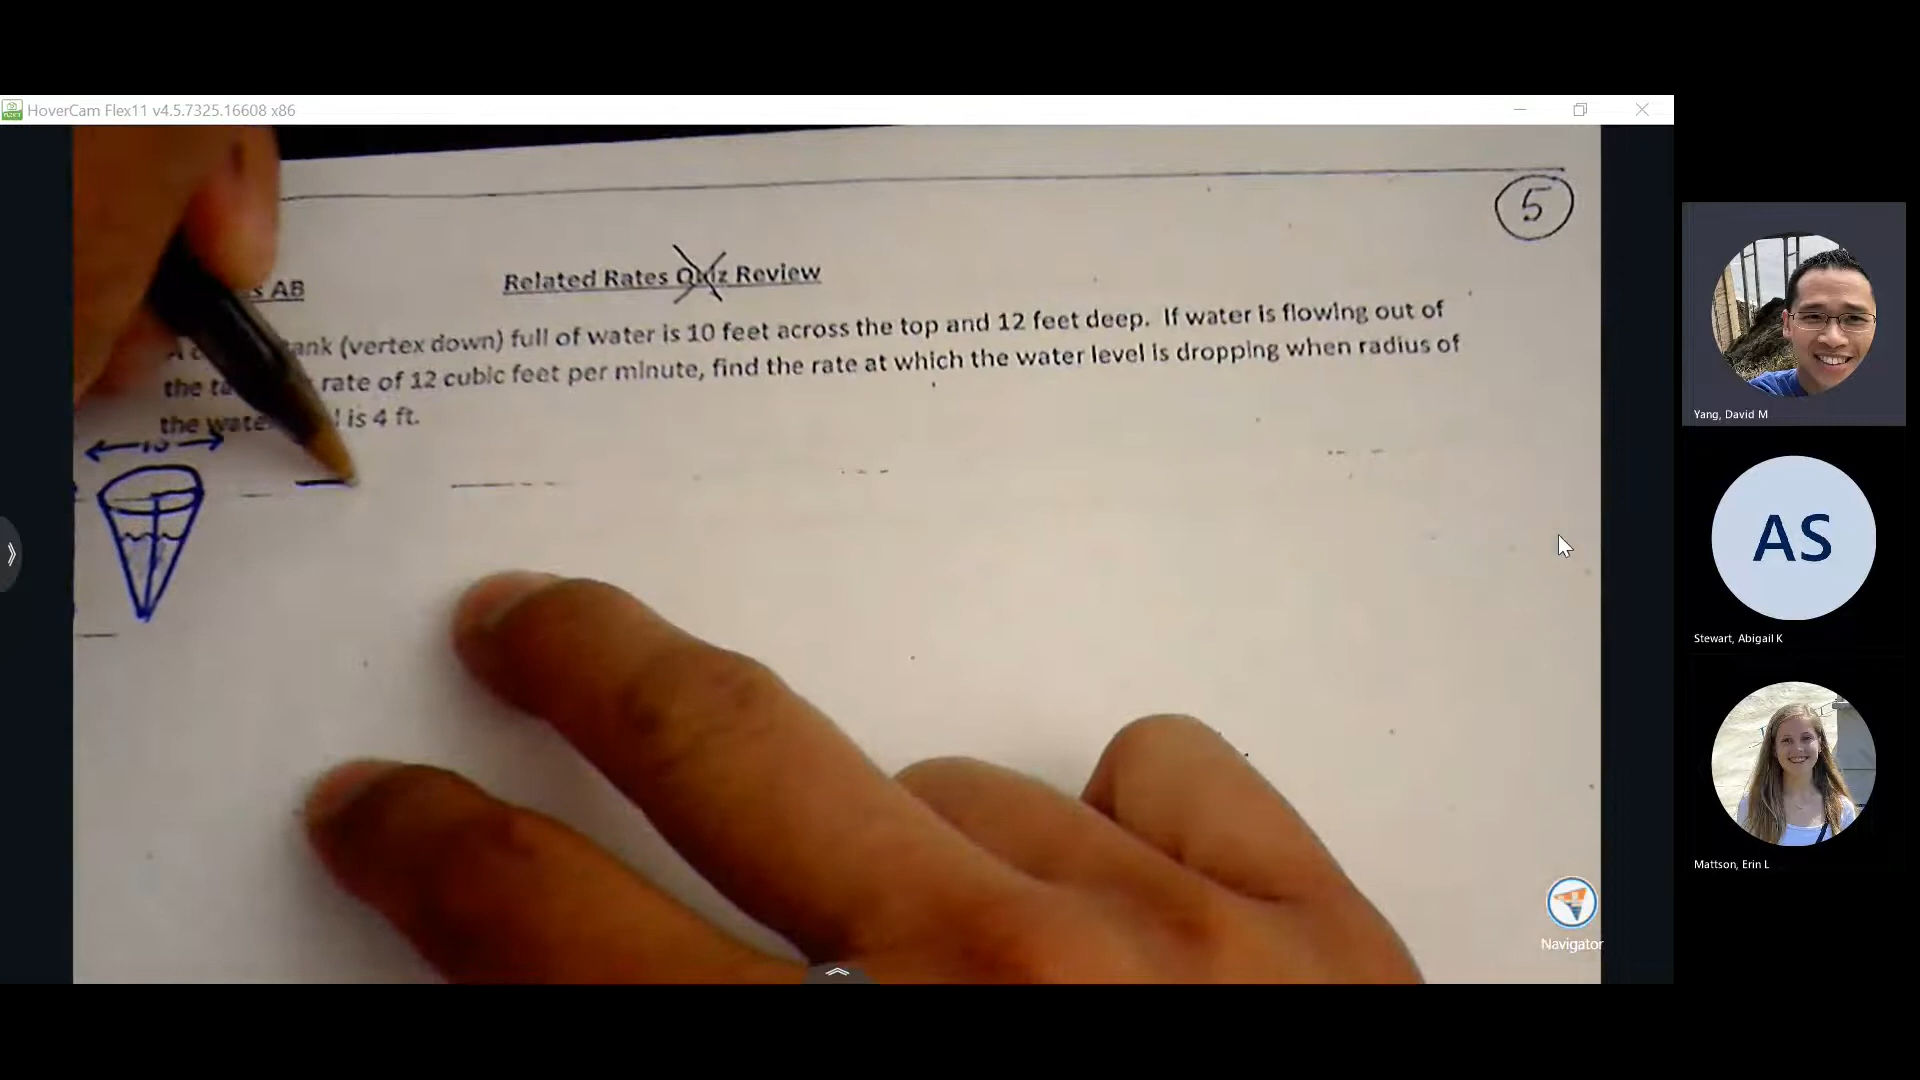 HoverCam Flex11 v4.5.7325.16608 x86
5
s AB
Related Rates Quiz Review
tank (vertex down) full of water is 10 feet across the top and 12 feet deep. If water is flowing out of
the rate of 12 cubic feet per minute, find the rate at which the water level is dropping when radius of
the water is 4 ft.
10
Yang, David M
AS
Stewart, Abigail K
Mattson, Erin L
Navigator